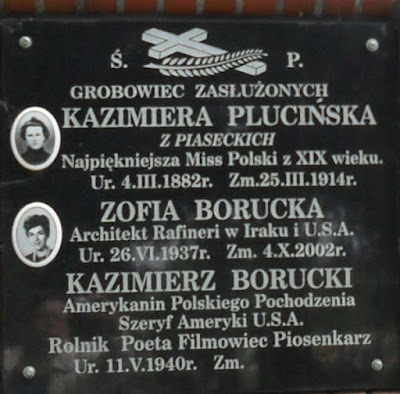 Ś. P.
GROBOWIEC ZASŁUŻONYCH
KAZIMIERA PLUCIŃSKA
Z PIASECKICH
Najpiękniejsza Miss Polski z XIX wieku.
Ur. 4.III.1882r. Zm.25.III.1914r.
ZOFIA BORUCKA
Architekt Rafineri w Iraku i U.S.A.
Ur. 26.VI.1937r. Zm. 4.X.2002r.
KAZIMIERZ BORUCKI
Amerykanin Polskiego Pochodzenia
Szeryf Ameryki U.S.A.
Rolnik Poeta Filmowiec Piosenkarz
Ur. 11.V.1940r. Zm.